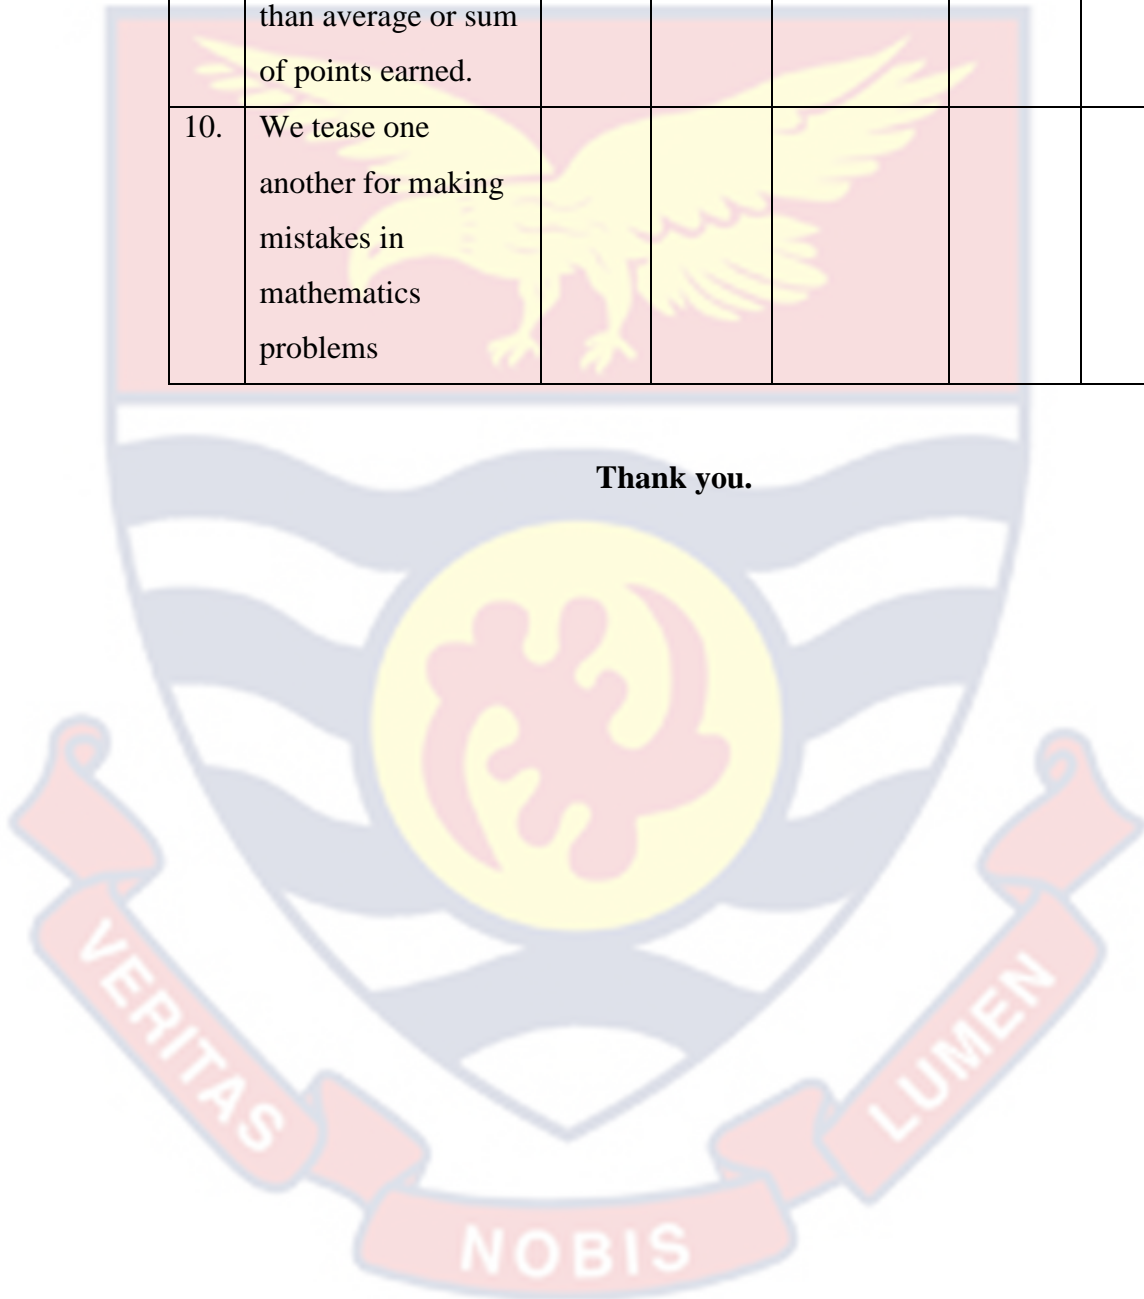 than average or sum
of points earned.
10. We tease one
another for making
mistakes in
mathematics
problems
Thank you.
VERITAS
NOBIS
LUMEN